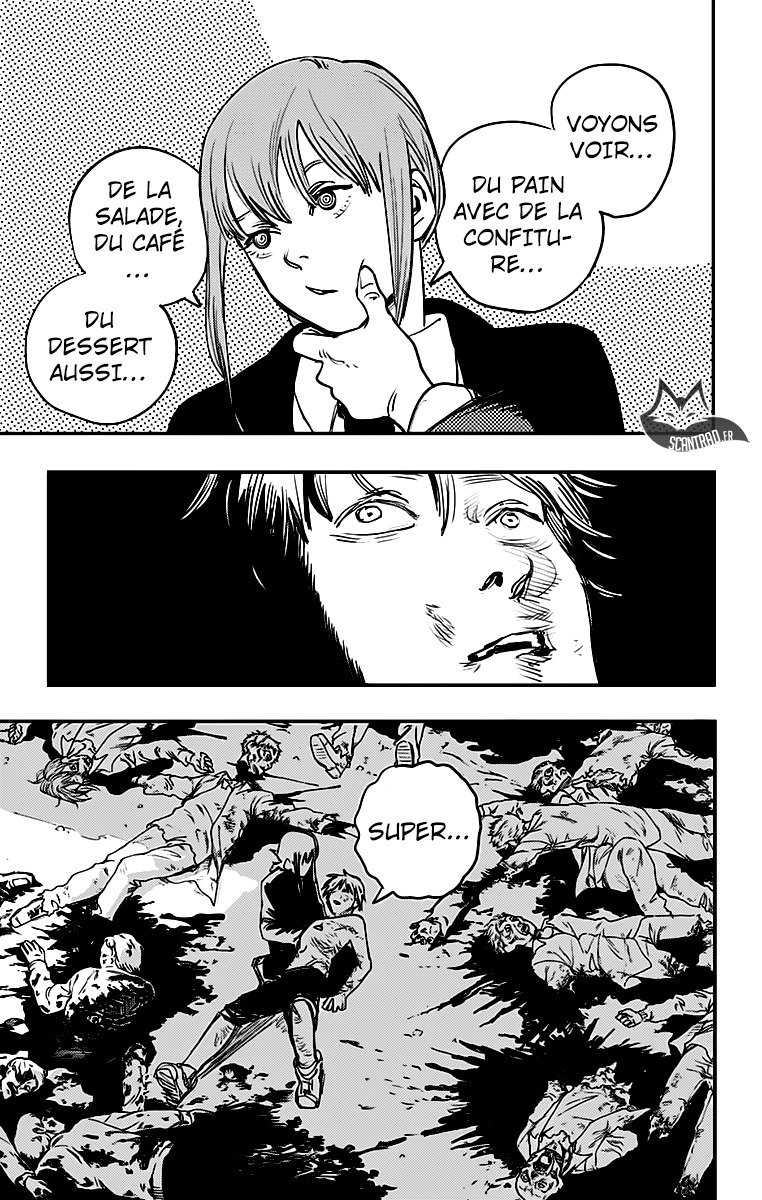 VOYONS
VOIR...
DU PAIN
AVEC DE LA
CONFITU-
RE...
DE LA
SALADE,
DU CAFÉ
...
DU
DESSERT
AUSSI...
SCANTRAD.FR
SUPER...